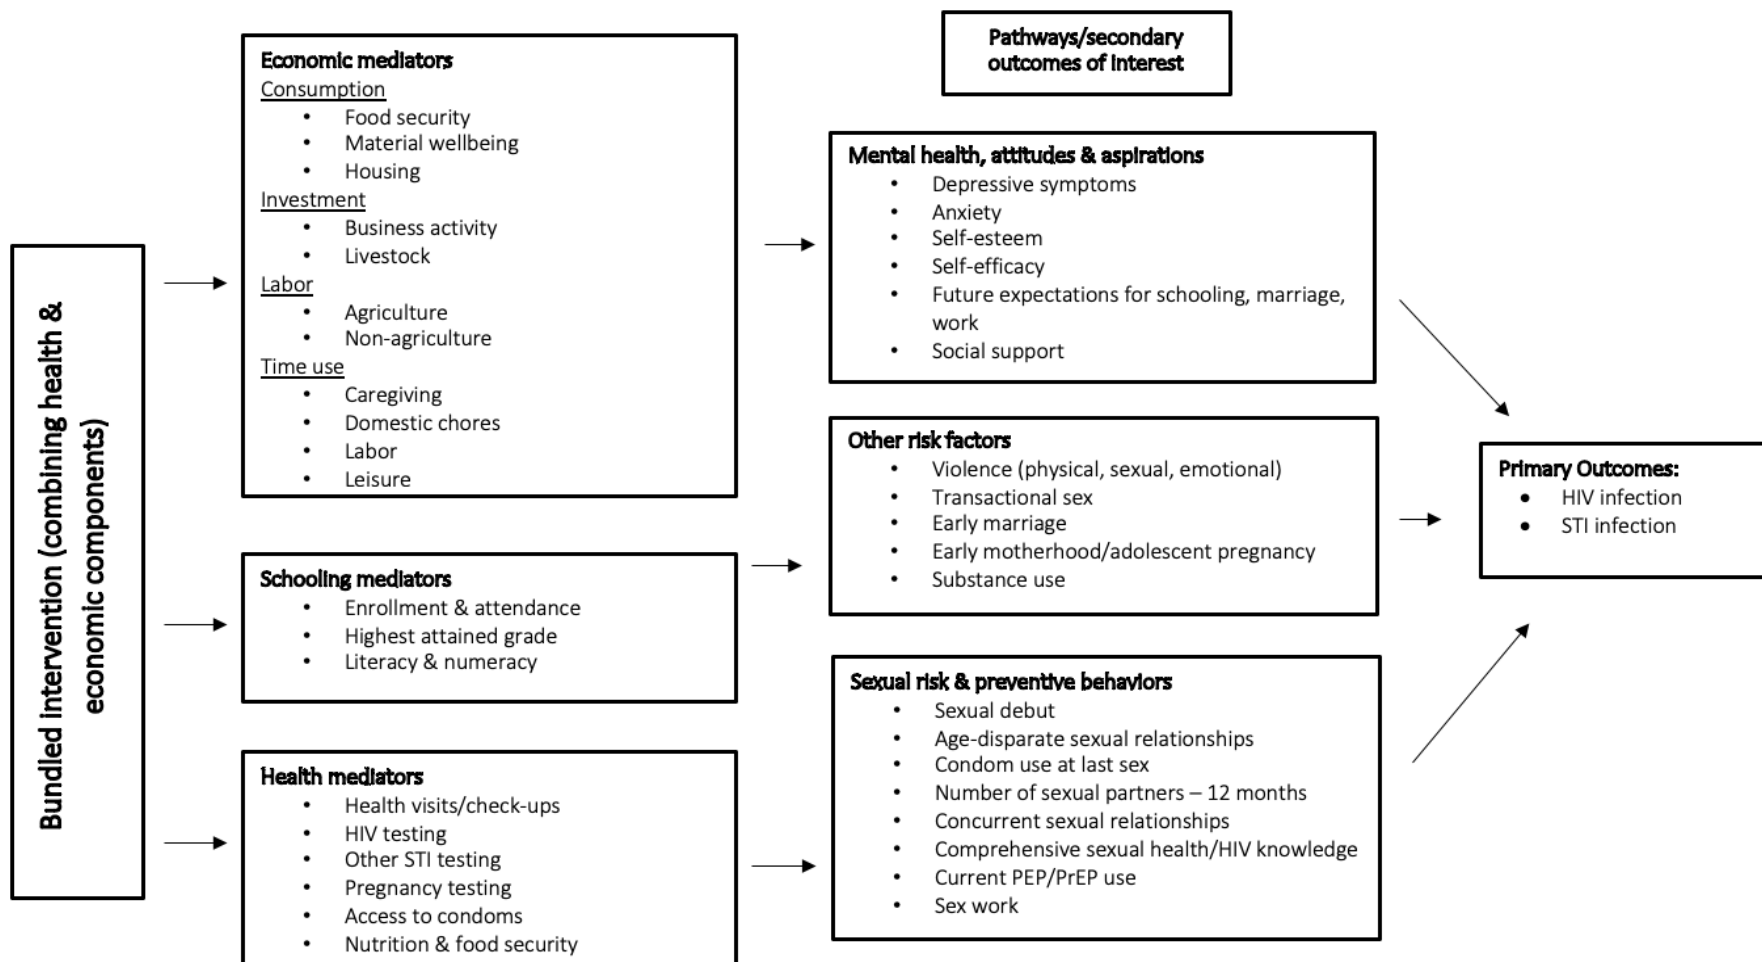 Bundled intervention (combining health &
economic components)
Economic mediators
Consumption
• Food security
• Material wellbeing
• Housing
Investment
• Business activity
• Livestock
Labor
• Agriculture
• Non-agriculture
Time use
• Caregiving
• Domestic chores
• Labor
• Leisure
Schooling mediators
• Enrollment & attendance
• Highest attained grade
• Literacy & numeracy
Health mediators
• Health visits/check-ups
• HIV testing
• Other STI testing
• Pregnancy testing
• Access to condoms
• Nutrition & food security
Pathways/secondary
outcomes of interest
Mental health, attitudes & aspirations
• Depressive symptoms
• Anxiety
• Self-esteem
• Self-efficacy
• Future expectations for schooling, marriage,
work
• Social support
Other risk factors
• Violence (physical, sexual, emotional)
• Transactional sex
• Early marriage
• Early motherhood/adolescent pregnancy
• Substance use
Sexual risk & preventive behaviors
• Sexual debut
• Age-disparate sexual relationships
• Condom use at last sex
• Number of sexual partners – 12 months
• Concurrent sexual relationships
• Comprehensive sexual health/HIV knowledge
• Current PEP/PrEP use
• Sex work
Primary Outcomes:
• HIV infection
• STI infection